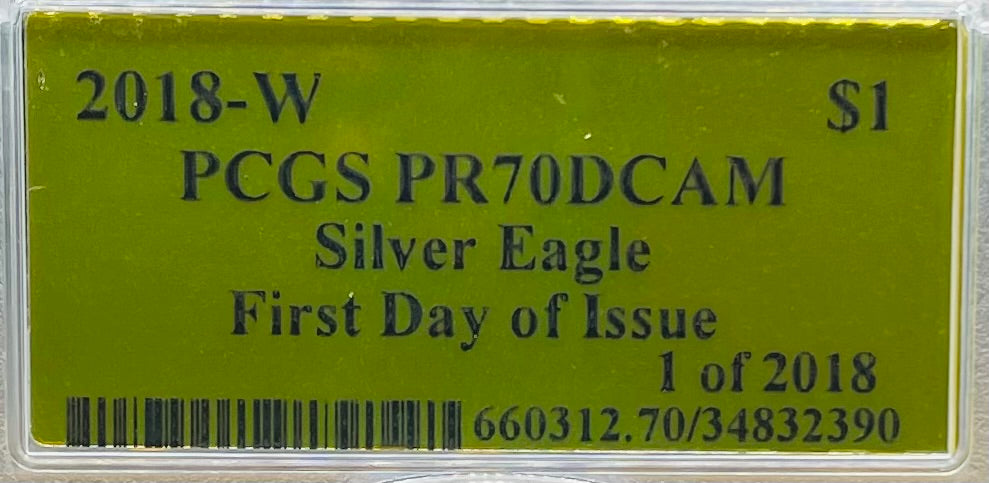 2018-W $1
PCGS PR70DCAM
Silver Eagle
First Day of Issue
1 of 2018
660312.70/34832390